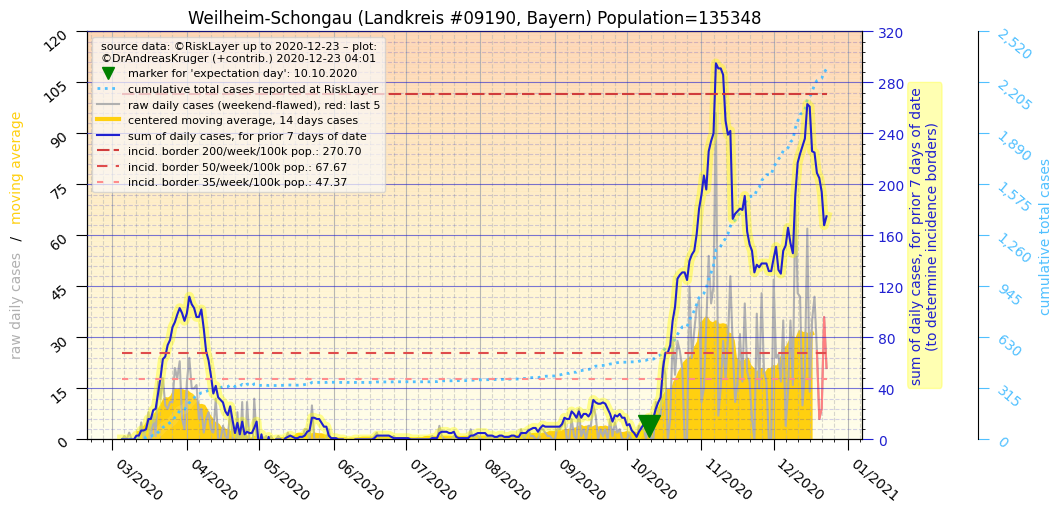 Weilheim-Schongau (Landkreis #09190, Bayern) Population=135348
source data: ©RiskLayer up to 2020-12-23 – plot:
©DrAndreasKruger (+contrib.) 2020-12-23 04:01
marker for 'expectation day': 10.10.2020
cumulative total cases reported at RiskLayer
raw daily cases (weekend-flawed), red: last 5
centered moving average, 14 days cases
sum of daily cases, for prior 7 days of date
incid. border 200/week/100k pop.: 270.70
incid. border 50/week/100k pop.: 67.67
incid. border 35/week/100k pop.: 47.37
raw daily cases / moving average
120
105
90
75
60
45
30
15
0
320
280
240
200
160
120
80
40
0
sum of daily cases, for prior 7 days of date
(to determine incidence borders)
2,520
2,205
1,890
1,575
1,260
945
630
315
0
cumulative total cases
03/2020
04/2020
05/2020
06/2020
07/2020
08/2020
09/2020
10/2020
11/2020
12/2020
01/2021